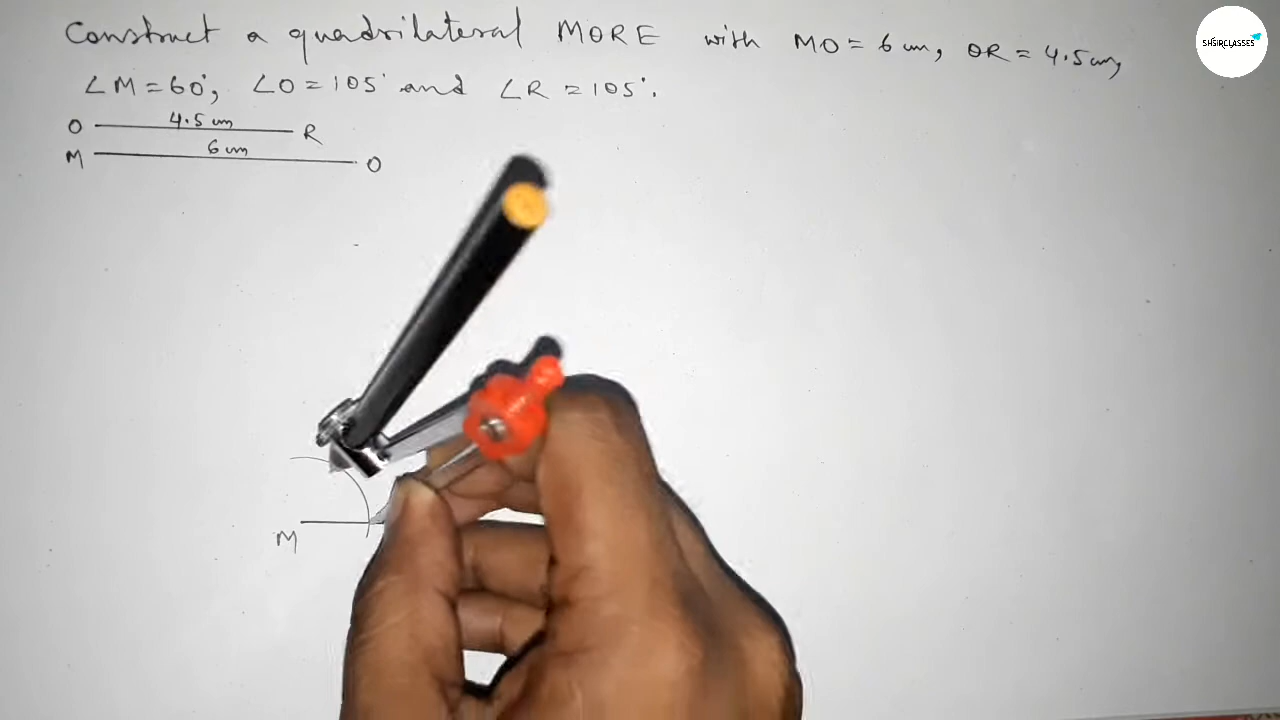 Construct a quadrilateral MORE with MO = 6 cm, OR = 4.5 cm,
∠M = 60°, ∠O = 105° and ∠R = 105°.
O 4.5 cm R
M 6 cm O
M
SHSIRCLASSES